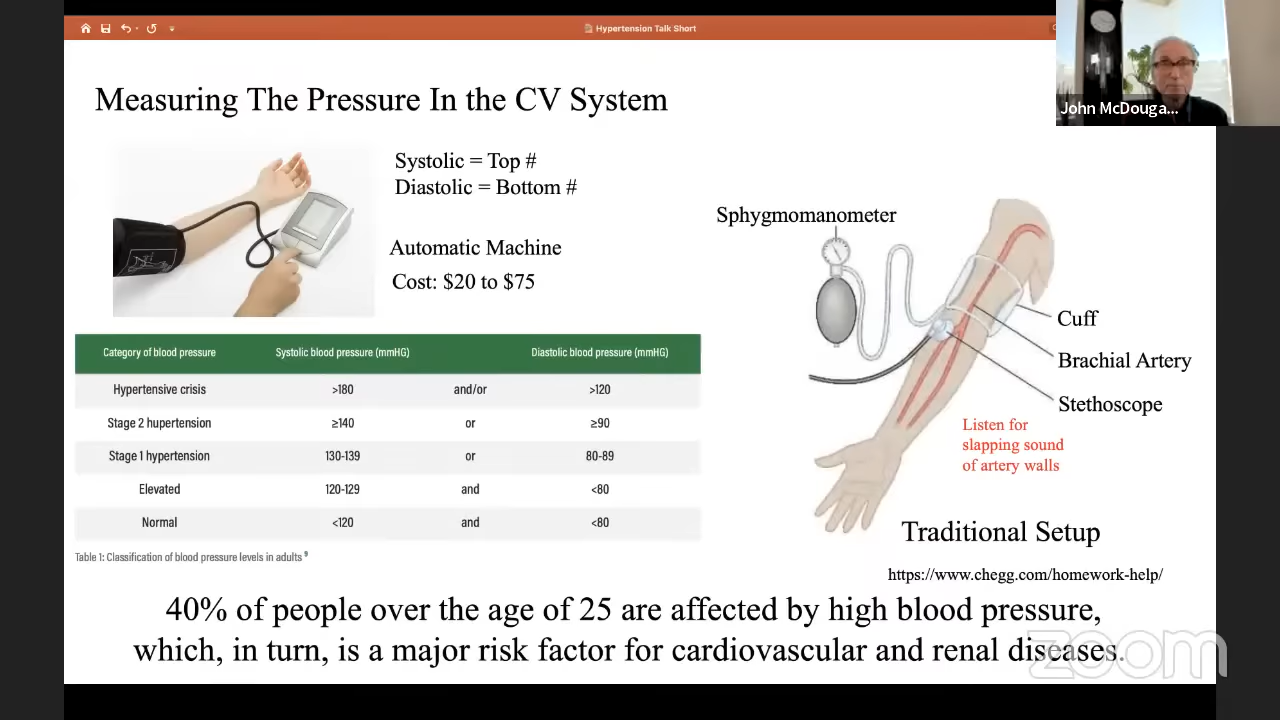 Hypertension Talk Short
John McDouga...
Measuring The Pressure In the CV System
Systolic = Top #
Diastolic = Bottom #
Automatic Machine
Cost: $20 to $75
Category of blood pressure Systolic blood pressure (mmHG) Diastolic blood pressure (mmHG)
Hypertensive crisis >180 and/or >120
Stage 2 hupertension ≥140 or ≥90
Stage 1 hypertension 130-139 or 80-89
Elevated 120-129 and <80
Normal <120 and <80
Table 1: Classification of blood pressure levels in adults 9
Sphygmomanometer
Cuff
Brachial Artery
Stethoscope
Listen for
slapping sound
of artery walls
Traditional Setup
https://www.chegg.com/homework-help/
40% of people over the age of 25 are affected by high blood pressure,
which, in turn, is a major risk factor for cardiovascular and renal diseases.
zoom